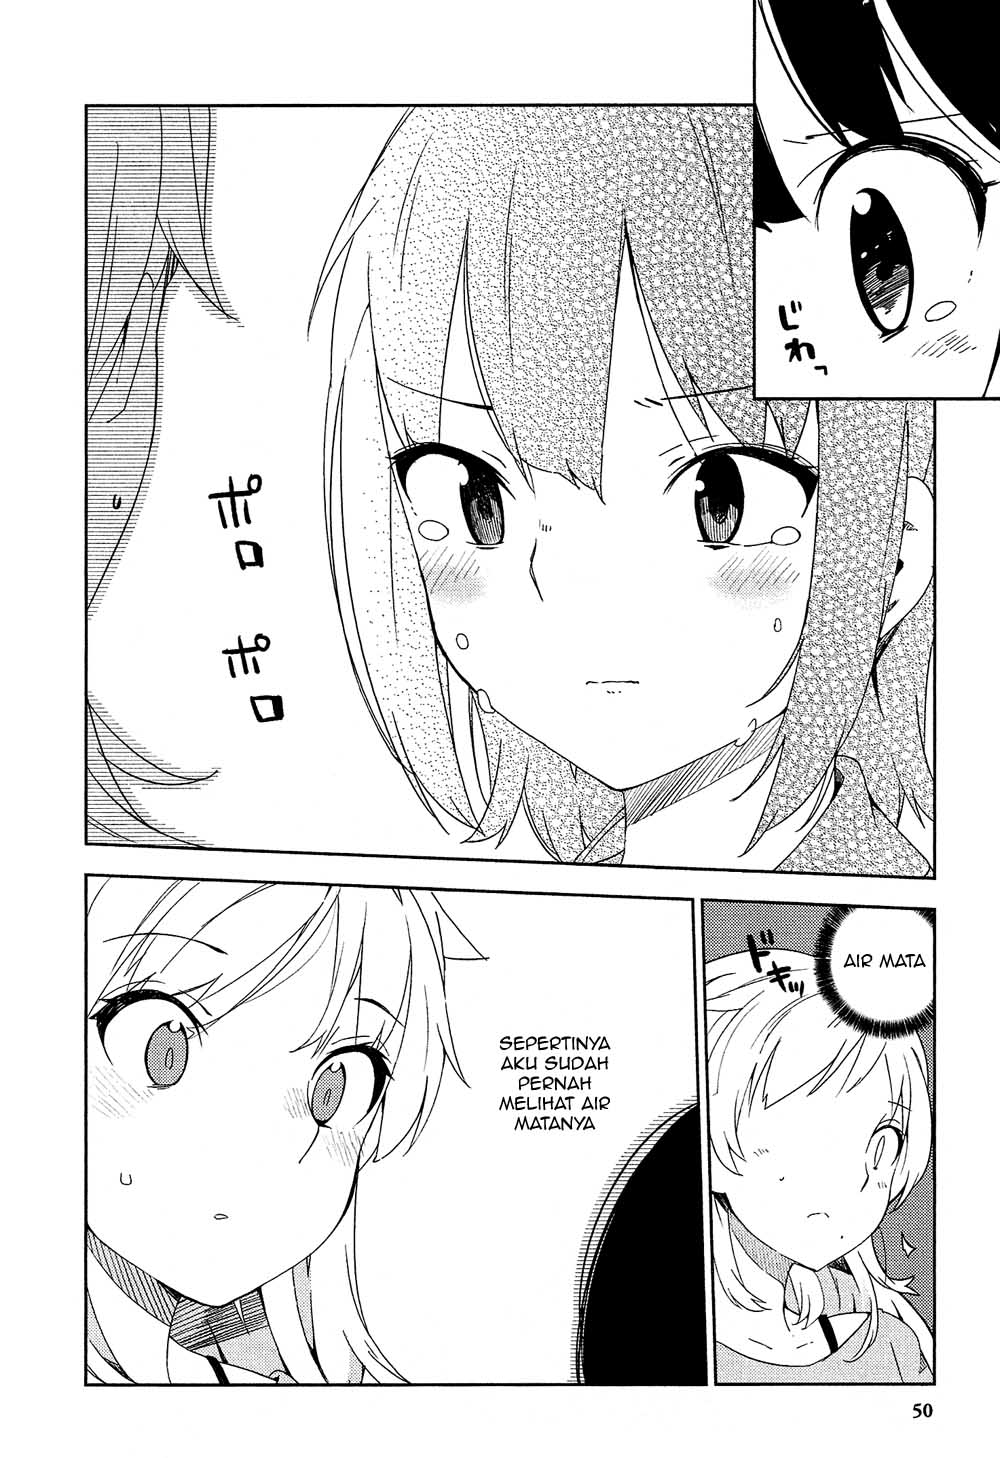 じわっ
ポロ
ポロ
ドキッ
AIR MATA
SEPERTINYA
AKU SUDAH
PERNAH
MELIHAT AIR
MATANYA
50